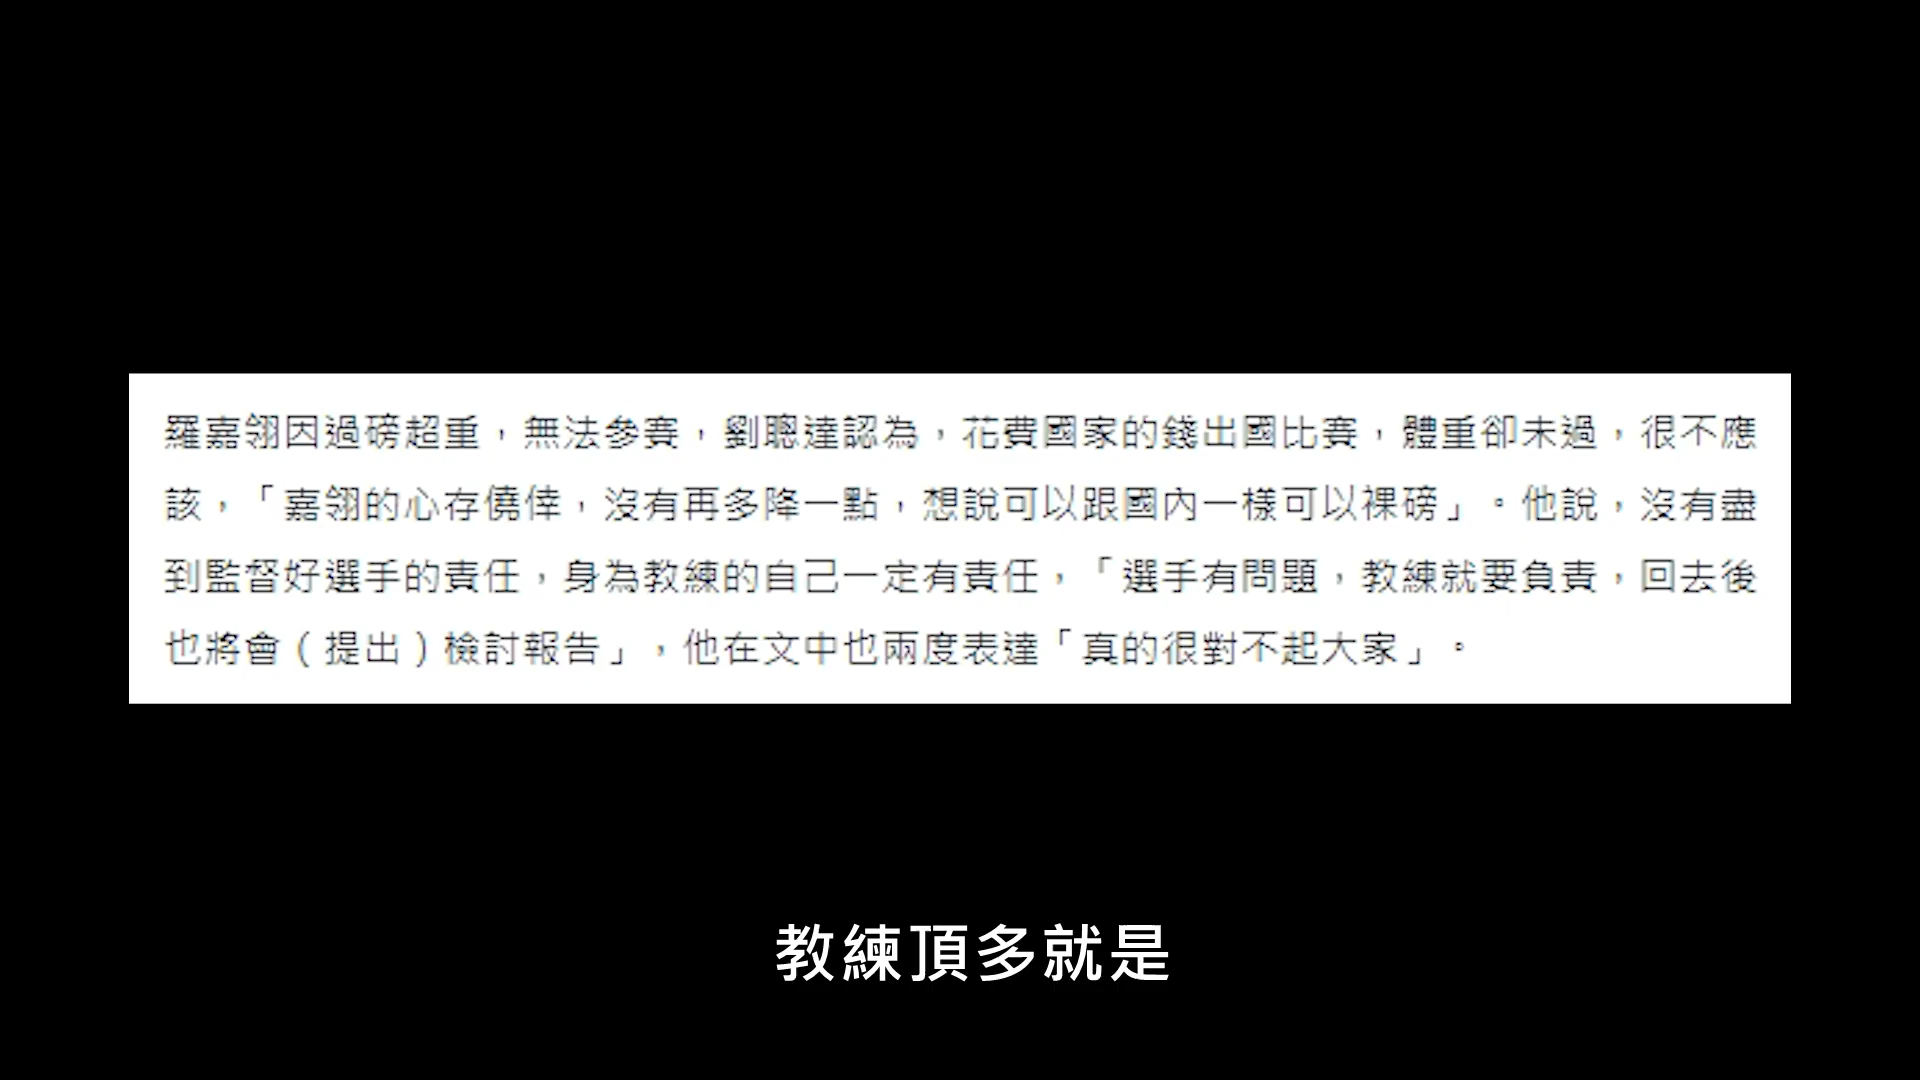 羅嘉翎因過磅超重，無法參賽，劉聰達認為，花費國家的錢出國比賽，體重卻未過，很不應
該，「嘉翎的心存僥倖，沒有再多降一點，想說可以跟國內一樣可以裸磅」。他說，沒有盡
到監督好選手的責任，身為教練的自己一定有責任，「選手有問題，教練就要負責，回去後
也將會（提出）檢討報告」，他在文中也兩度表達「真的很對不起大家」。
教練頂多就是